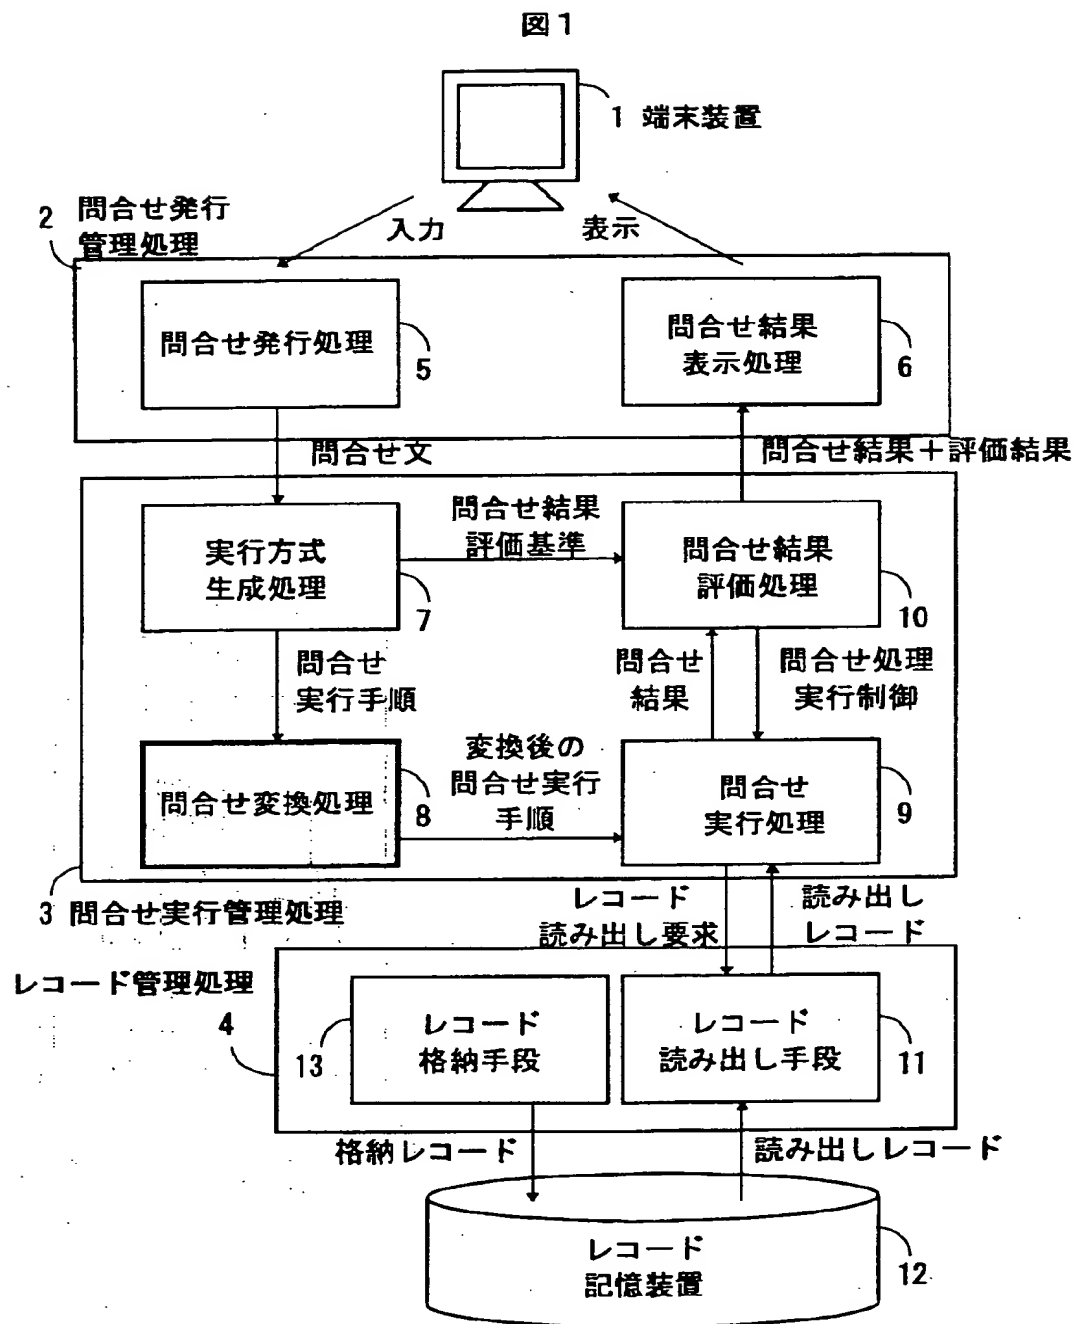 図1
1 端末装置
2 問合せ発行
管理処理
入力
表示
問合せ発行処理
5
問合せ結果
表示処理
6
問合せ文
問合せ結果+評価結果
実行方式
生成処理
7
問合せ結果
評価基準
問合せ結果
評価処理
10
問合せ
実行手順
問合せ
結果
問合せ処理
実行制御
問合せ変換処理
8
変換後の
問合せ実行
手順
問合せ
実行処理
9
3 問合せ実行管理処理
レコード
読み出し要求
読み出し
レコード
レコード管理処理
4
13
レコード
格納手段
レコード
読み出し手段
11
格納レコード
読み出しレコード
レコード
記憶装置
12